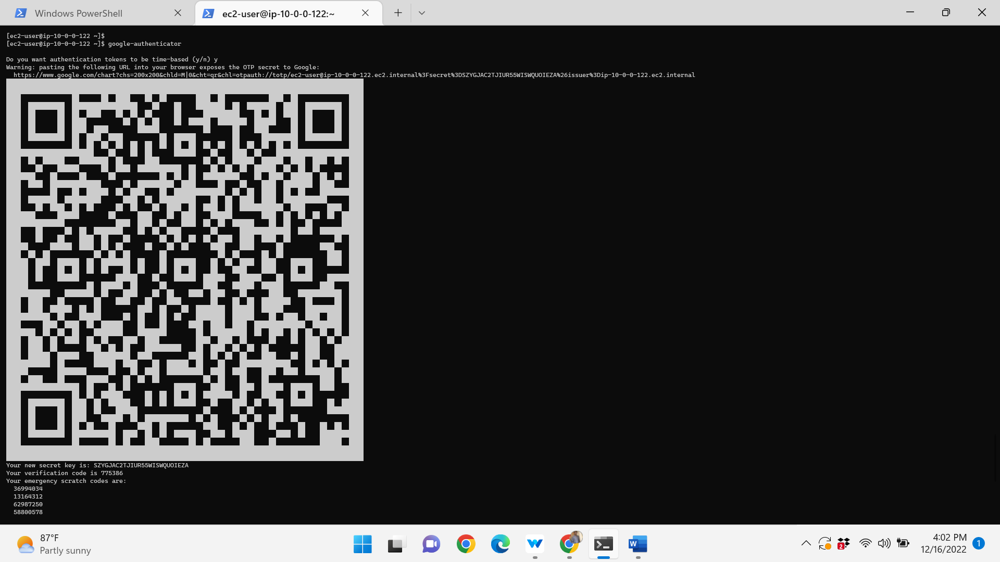 Windows PowerShell
ec2-user@ip-10-0-0-122:~
[ec2-user@ip-10-0-0-122 ~]$
[ec2-user@ip-10-0-0-122 ~]$ google-authenticator
Do you want authentication tokens to be time-based (y/n) y
Warning: pasting the following URL into your browser exposes the OTP secret to Google:
https://www.google.com/chart?chs=200x200&chld=M|0&cht=qr&chl=otpauth://totp/ec2-user@ip-10-0-0-122.ec2.internal%3Fsecret%3DSZYGJAC2TJIUR55WISWQUOIEZA%26issuer%3Dip-10-0-0-122.ec2.internal
Your new secret key is: SZYGJAC2TJIUR55WISWQUOIEZA
Your verification code is 775386
Your emergency scratch codes are:
36994034
13164312
62987250
58800578
87°F
Partly sunny
W
2
4:02 PM
12/16/2022
1